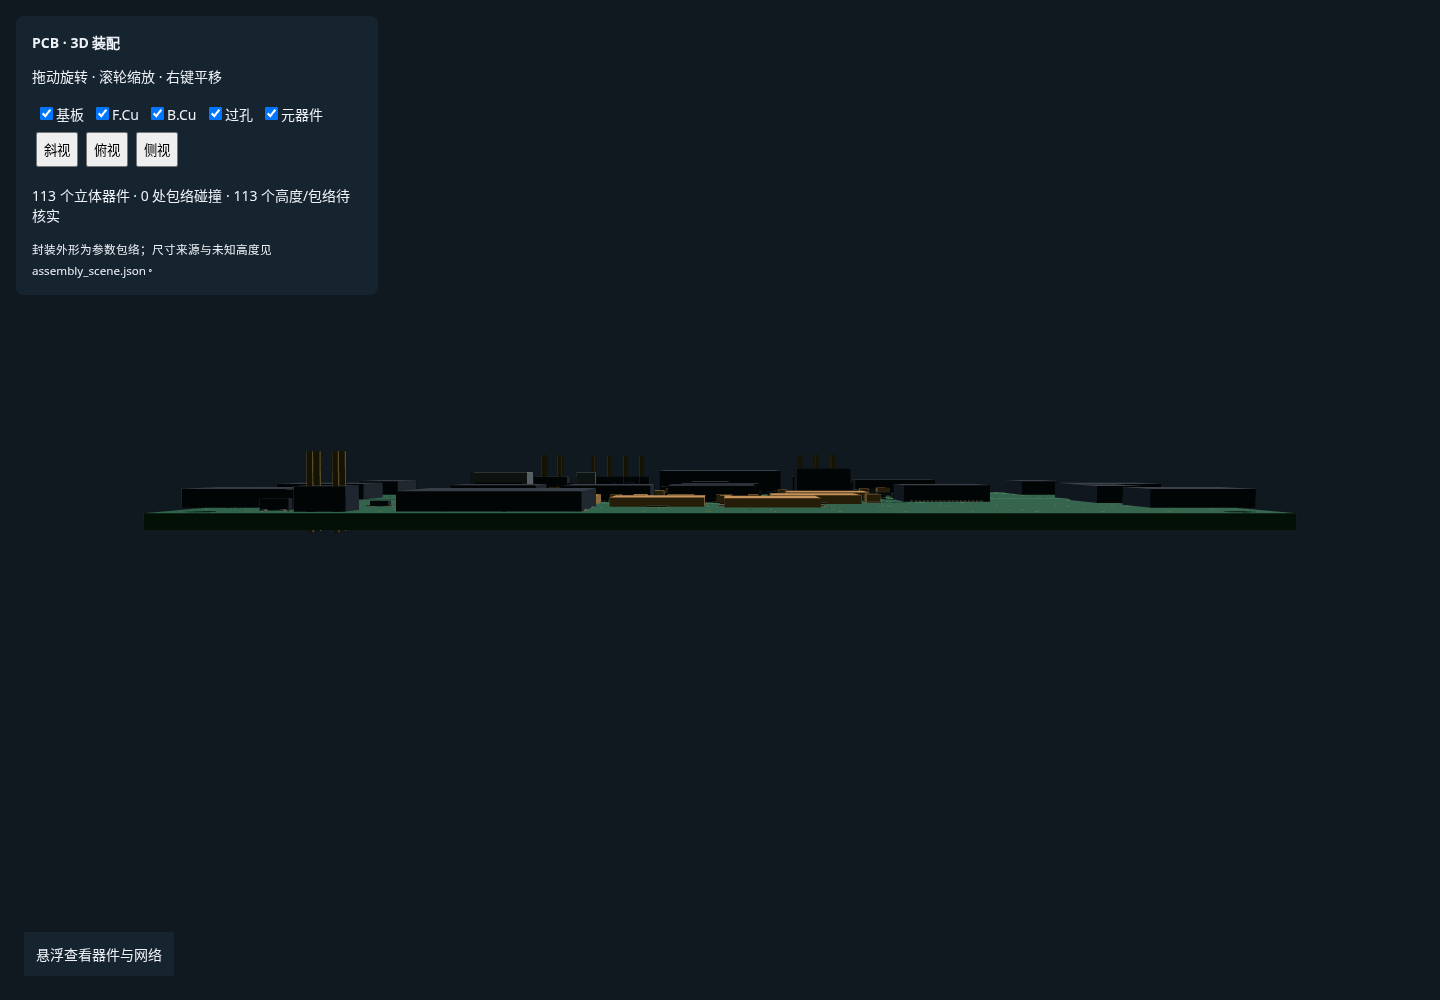 PCB · 3D 装配
拖动旋转 · 滚轮缩放 · 右键平移
基板 F.Cu B.Cu 过孔 元器件
斜视 俯视 侧视
113 个立体器件 · 0 处包络碰撞 · 113 个高度/包络待
核实
封装外形为参数包络；尺寸来源与未知高度见
assembly_scene.json。
悬浮查看器件与网络